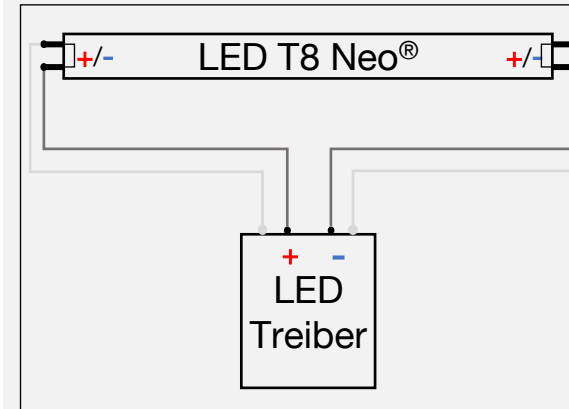 +/- LED T8 Neo® +/-
+ -
LED
Treiber